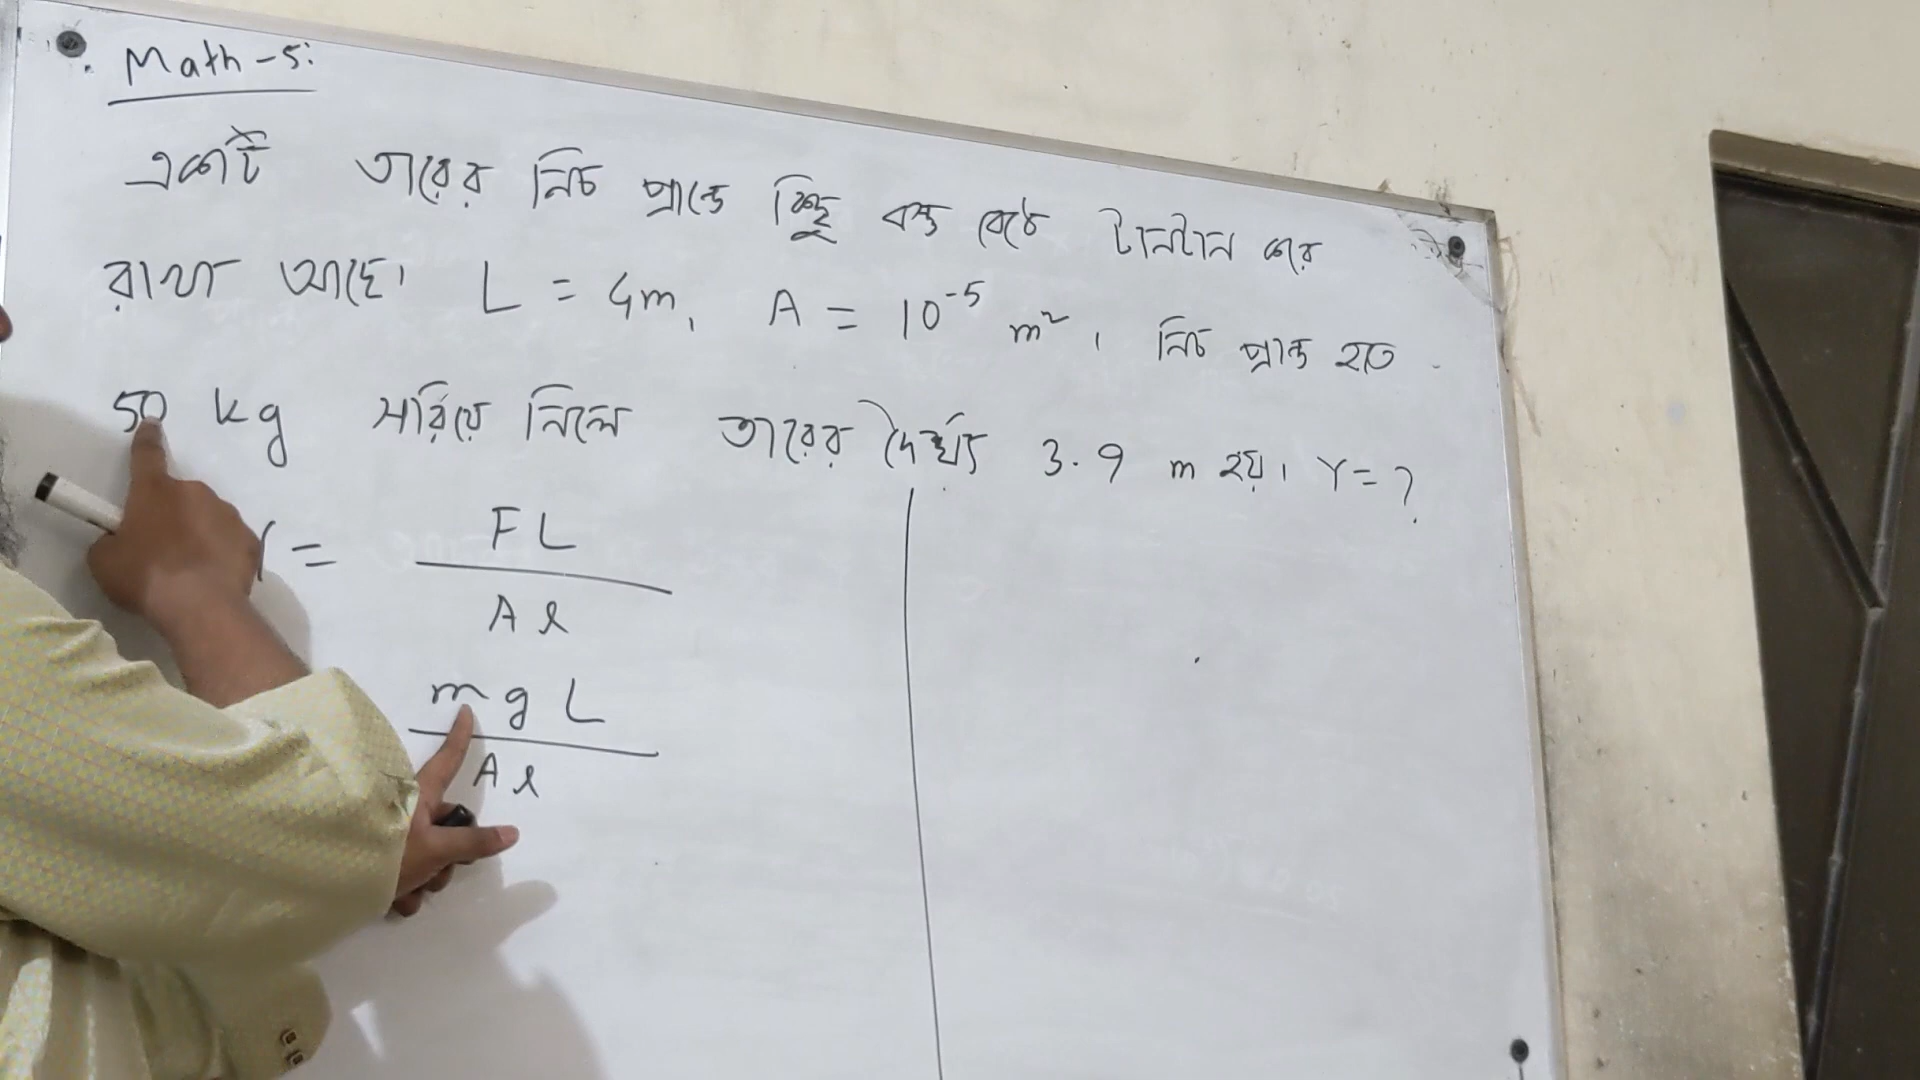 Math-5:
একটি তারের নিচ প্রান্তে কিছু বস্তু বেঁধে টানটান করে
রাখা আছে। L = 4m, A = 10⁻⁵ m², নিচ প্রান্ত হতে
50 kg সরিয়ে নিলে তারের দৈর্ঘ্য 3.9 m হয়। Y = ?
Y = FL / Al
mgL / Al